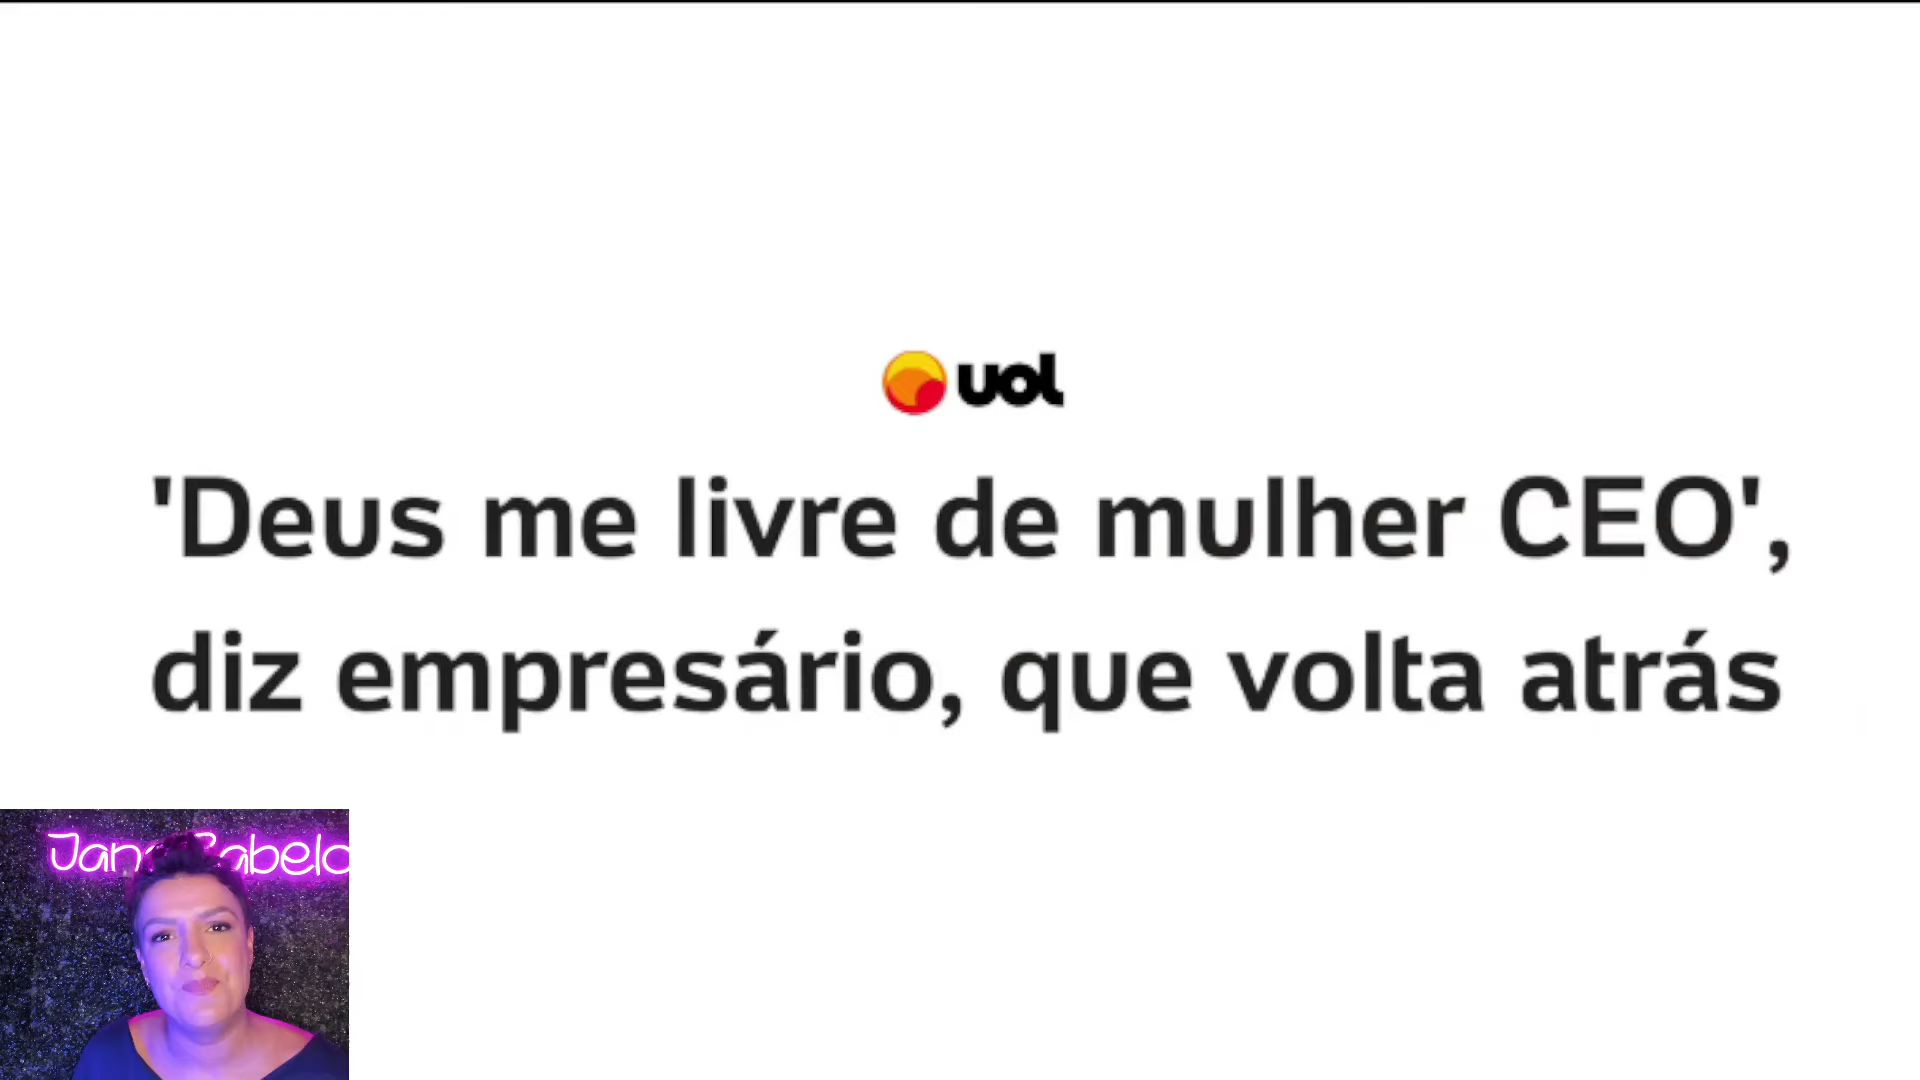 uol
'Deus me livre de mulher CEO',
diz empresário, que volta atrás